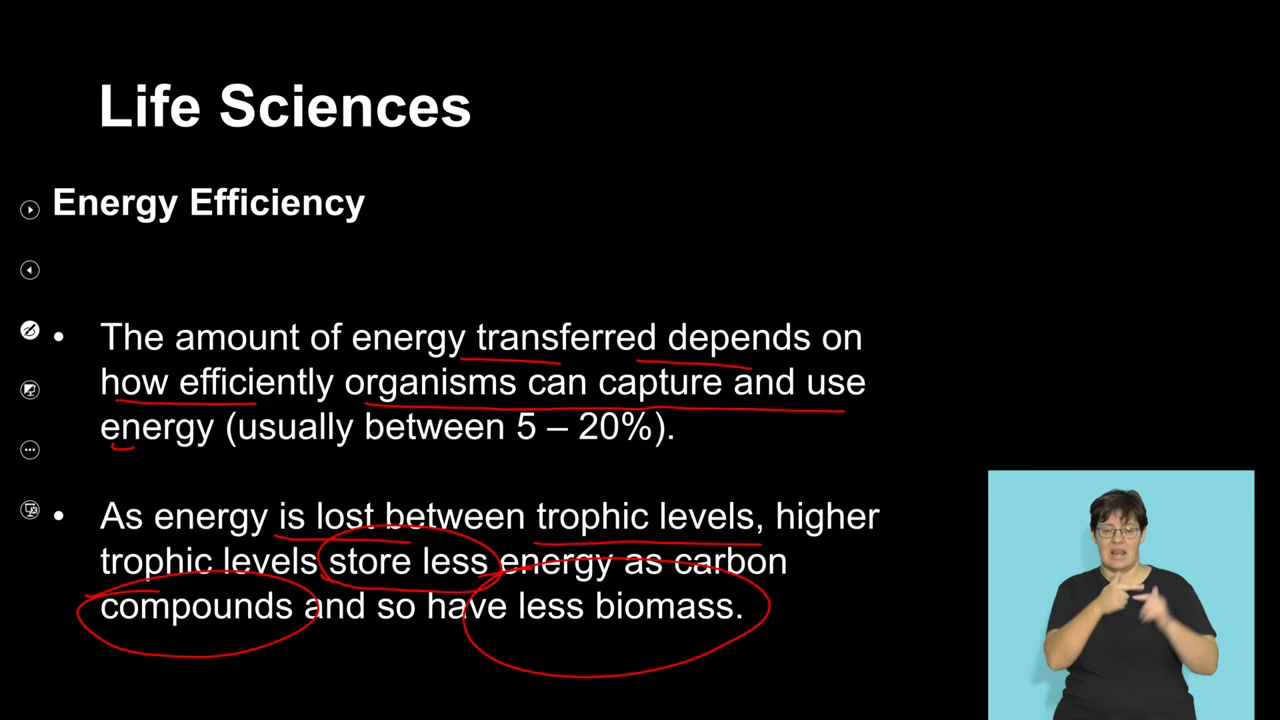 Life Sciences
Energy Efficiency
• The amount of energy transferred depends on
how efficiently organisms can capture and use
energy (usually between 5 – 20%).
• As energy is lost between trophic levels, higher
trophic levels store less energy as carbon
compounds and so have less biomass.